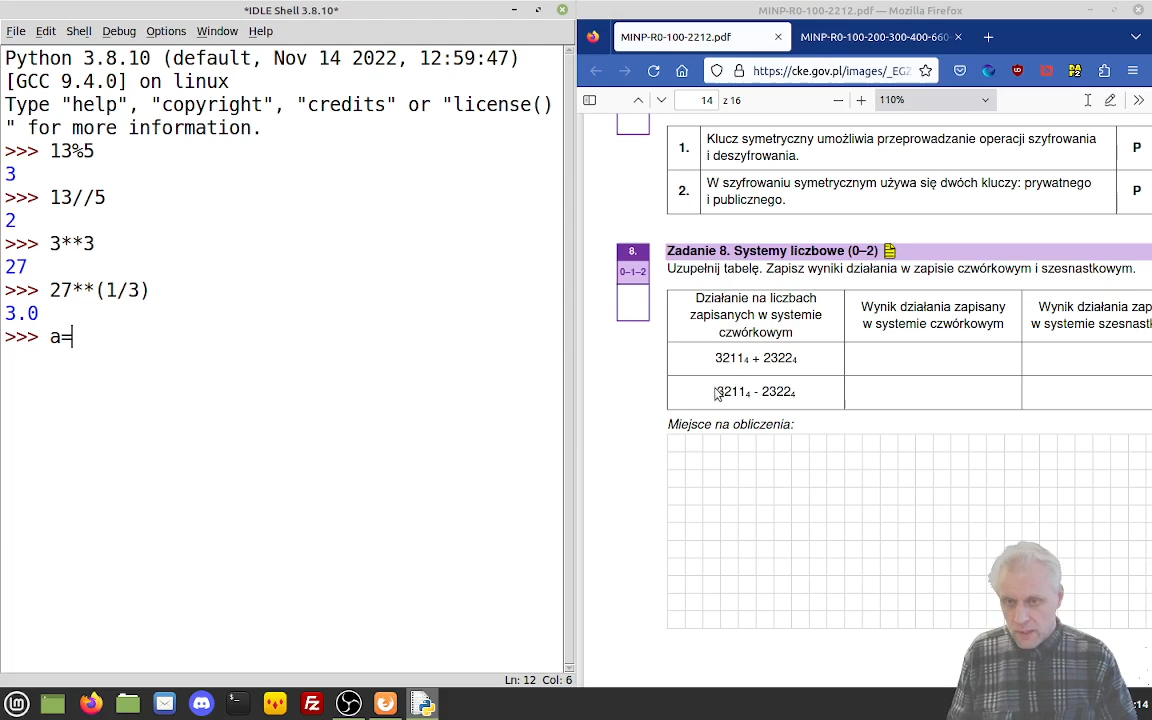 *IDLE Shell 3.8.10*
File Edit Shell Debug Options Window Help
Python 3.8.10 (default, Nov 14 2022, 12:59:47)
[GCC 9.4.0] on linux
Type "help", "copyright", "credits" or "license()
" for more information.
>>> 13%5
3
>>> 13//5
2
>>> 3**3
27
>>> 27**(1/3)
3.0
>>> a=
Ln: 12 Col: 6
MINP-R0-100-2212.pdf — Mozilla Firefox
MINP-R0-100-2212.pdf
MINP-R0-100-200-300-400-660-
https://cke.gov.pl/images/_EGZ
14 z 16
110%
1. Klucz symetryczny umożliwia przeprowadzanie operacji szyfrowania
i deszyfrowania.
P
2. W szyfrowaniu symetrycznym używa się dwóch kluczy: prywatnego
i publicznego.
P
8.
0–1–2
Zadanie 8. Systemy liczbowe (0–2)
Uzupełnij tabelę. Zapisz wyniki działania w zapisie czwórkowym i szesnastkowym.
Działanie na liczbach
zapisanych w systemie
czwórkowym
Wynik działania zapisany
w systemie czwórkowym
Wynik działania zap
w systemie szesnast
3211₄ + 2322₄
3211₄ - 2322₄
Miejsce na obliczenia:
:14